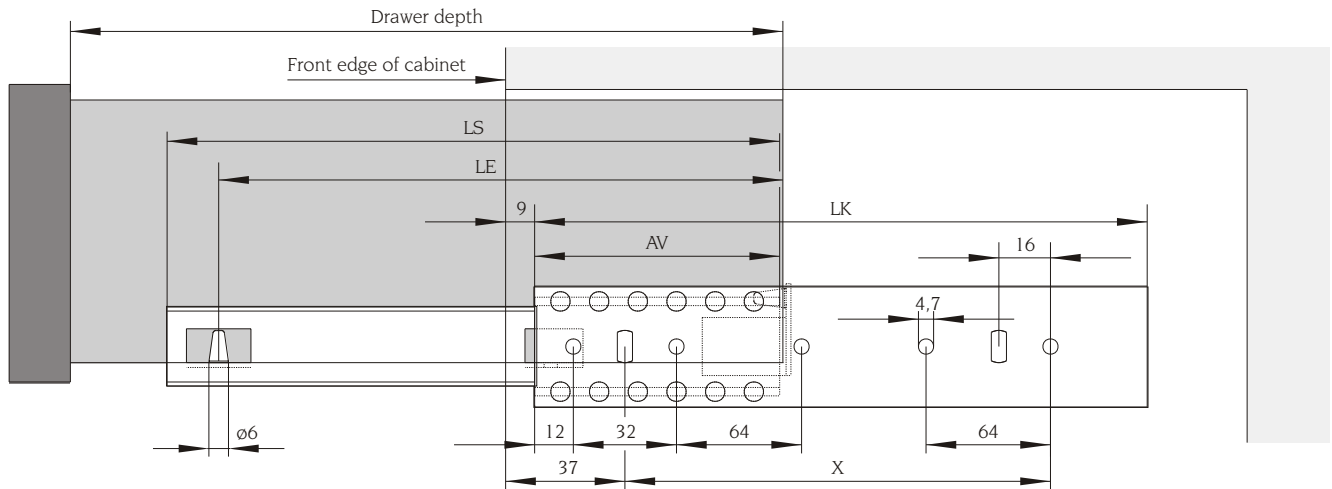 Drawer depth
Front edge of cabinet
LS
LE
9
LK
AV
16
4,7
ø6
12
32
64
64
37
X